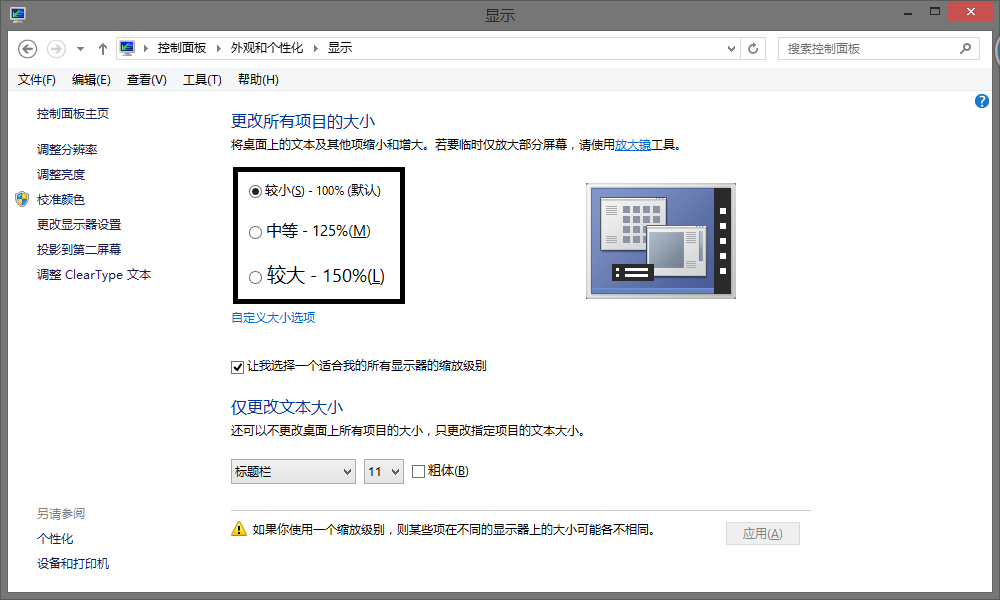 显示
控制面板 外观和个性化 显示
搜索控制面板
文件(F) 编辑(E) 查看(V) 工具(T) 帮助(H)
控制面板主页
调整分辨率
调整亮度
校准颜色
更改显示器设置
投影到第二屏幕
调整 ClearType 文本
更改所有项目的大小
将桌面上的文本及其他项缩小和增大。若要临时仅放大部分屏幕，请使用放大镜工具。
较小(S) - 100% (默认)
中等 - 125%(M)
较大 - 150%(L)
自定义大小选项
让我选择一个适合我的所有显示器的缩放级别
仅更改文本大小
还可以不更改桌面上所有项目的大小，只更改指定项目的文本大小。
标题栏 11 粗体(B)
如果你使用一个缩放级别，则某些项在不同的显示器上的大小可能各不相同。
应用(A)
另请参阅
个性化
设备和打印机